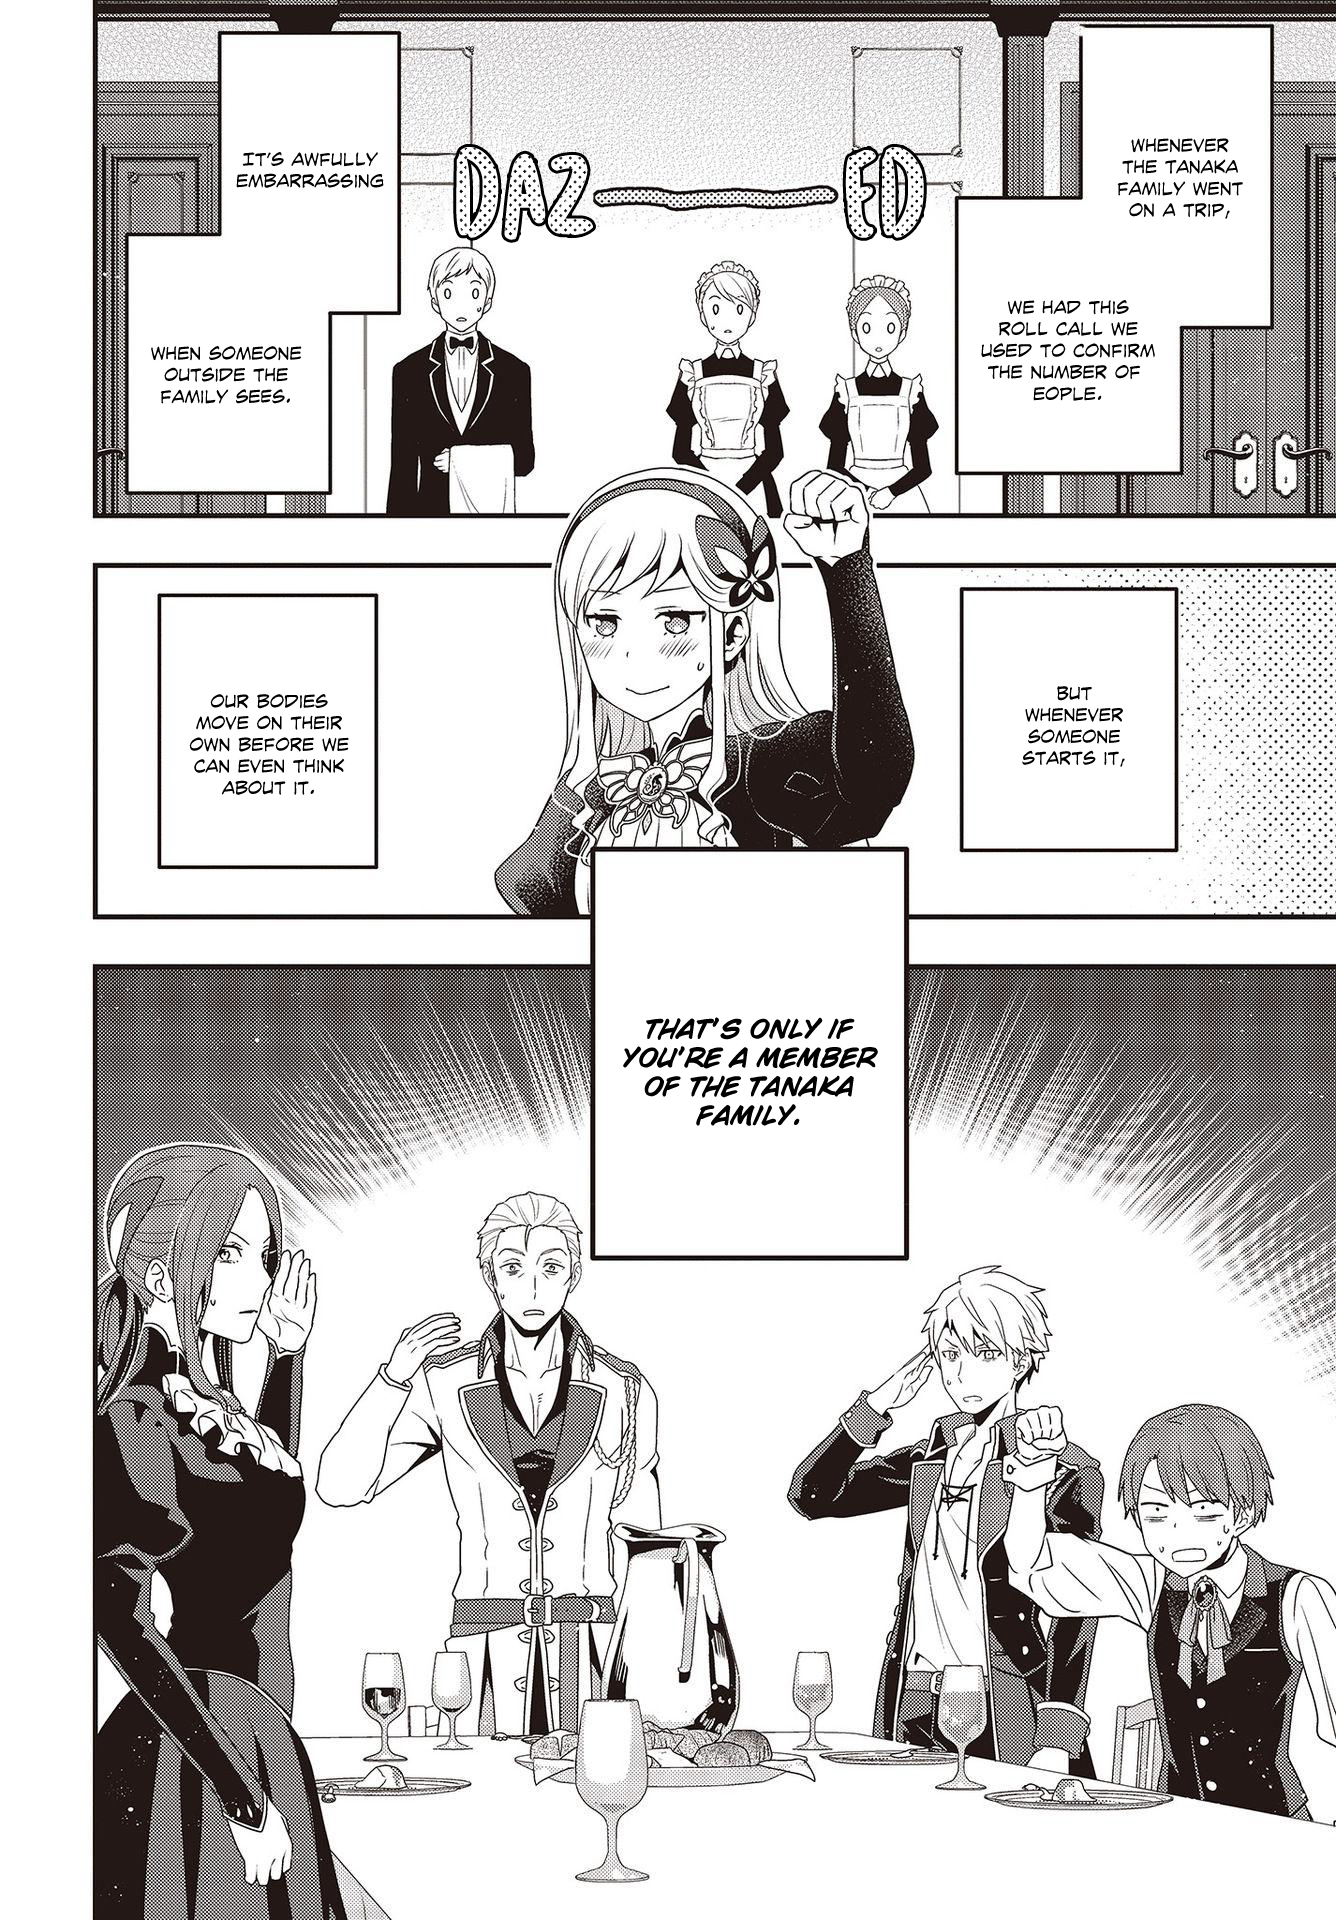 WHENEVER
THE TANAKA
FAMILY WENT
ON A TRIP,
WE HAD THIS
ROLL CALL WE
USED TO CONFIRM
THE NUMBER OF
EOPLE.
DAZ——ED
IT'S AWFULLY
EMBARRASSING
WHEN SOMEONE
OUTSIDE THE
FAMILY SEES.
BUT
WHENEVER
SOMEONE
STARTS IT,
OUR BODIES
MOVE ON THEIR
OWN BEFORE WE
CAN EVEN THINK
ABOUT IT.
THAT'S ONLY IF
YOU'RE A MEMBER
OF THE TANAKA
FAMILY.